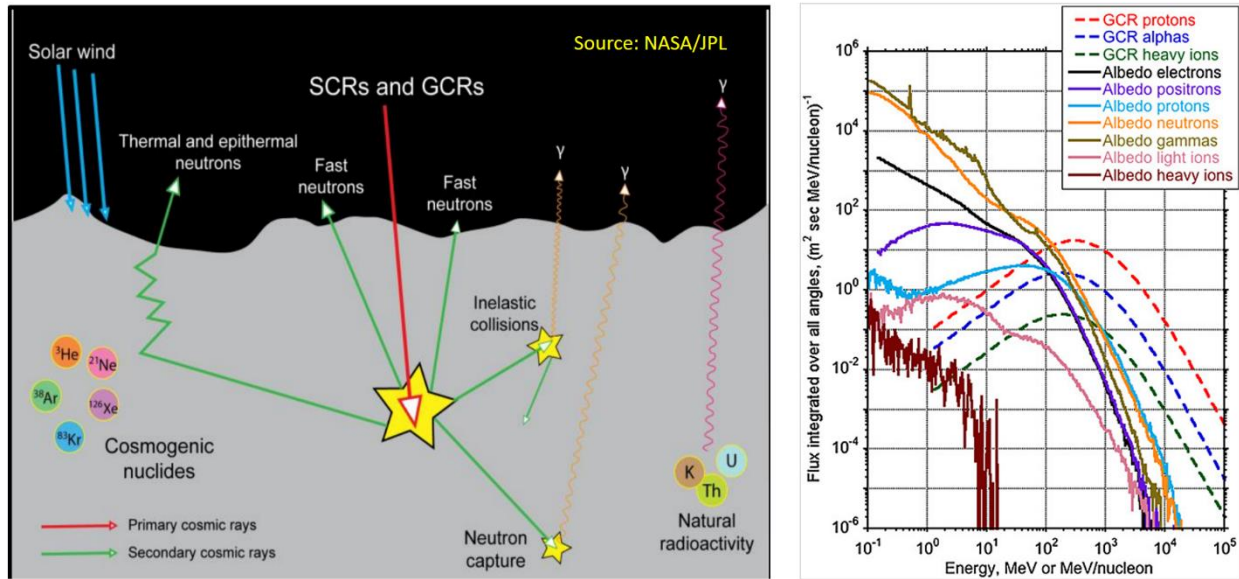 Source: NASA/JPL
Solar wind
SCRs and GCRs
Thermal and epithermal
neutrons
Fast
neutrons
Fast
neutrons
γ
γ
γ
Inelastic
collisions
³He
²¹Ne
³⁸Ar
¹²⁶Xe
⁸³Kr
Cosmogenic
nuclides
K
U
Th
Natural
radioactivity
Neutron
capture
Primary cosmic rays
Secondary cosmic rays
GCR protons
GCR alphas
GCR heavy ions
Albedo electrons
Albedo positrons
Albedo protons
Albedo neutrons
Albedo gammas
Albedo light ions
Albedo heavy ions
Flux integrated over all angles, (m² sec MeV/nucleon)⁻¹
10⁶
10⁴
10²
10⁰
10⁻²
10⁻⁴
10⁻⁶
10⁻¹ 10⁰ 10¹ 10² 10³ 10⁴ 10⁵
Energy, MeV or MeV/nucleon